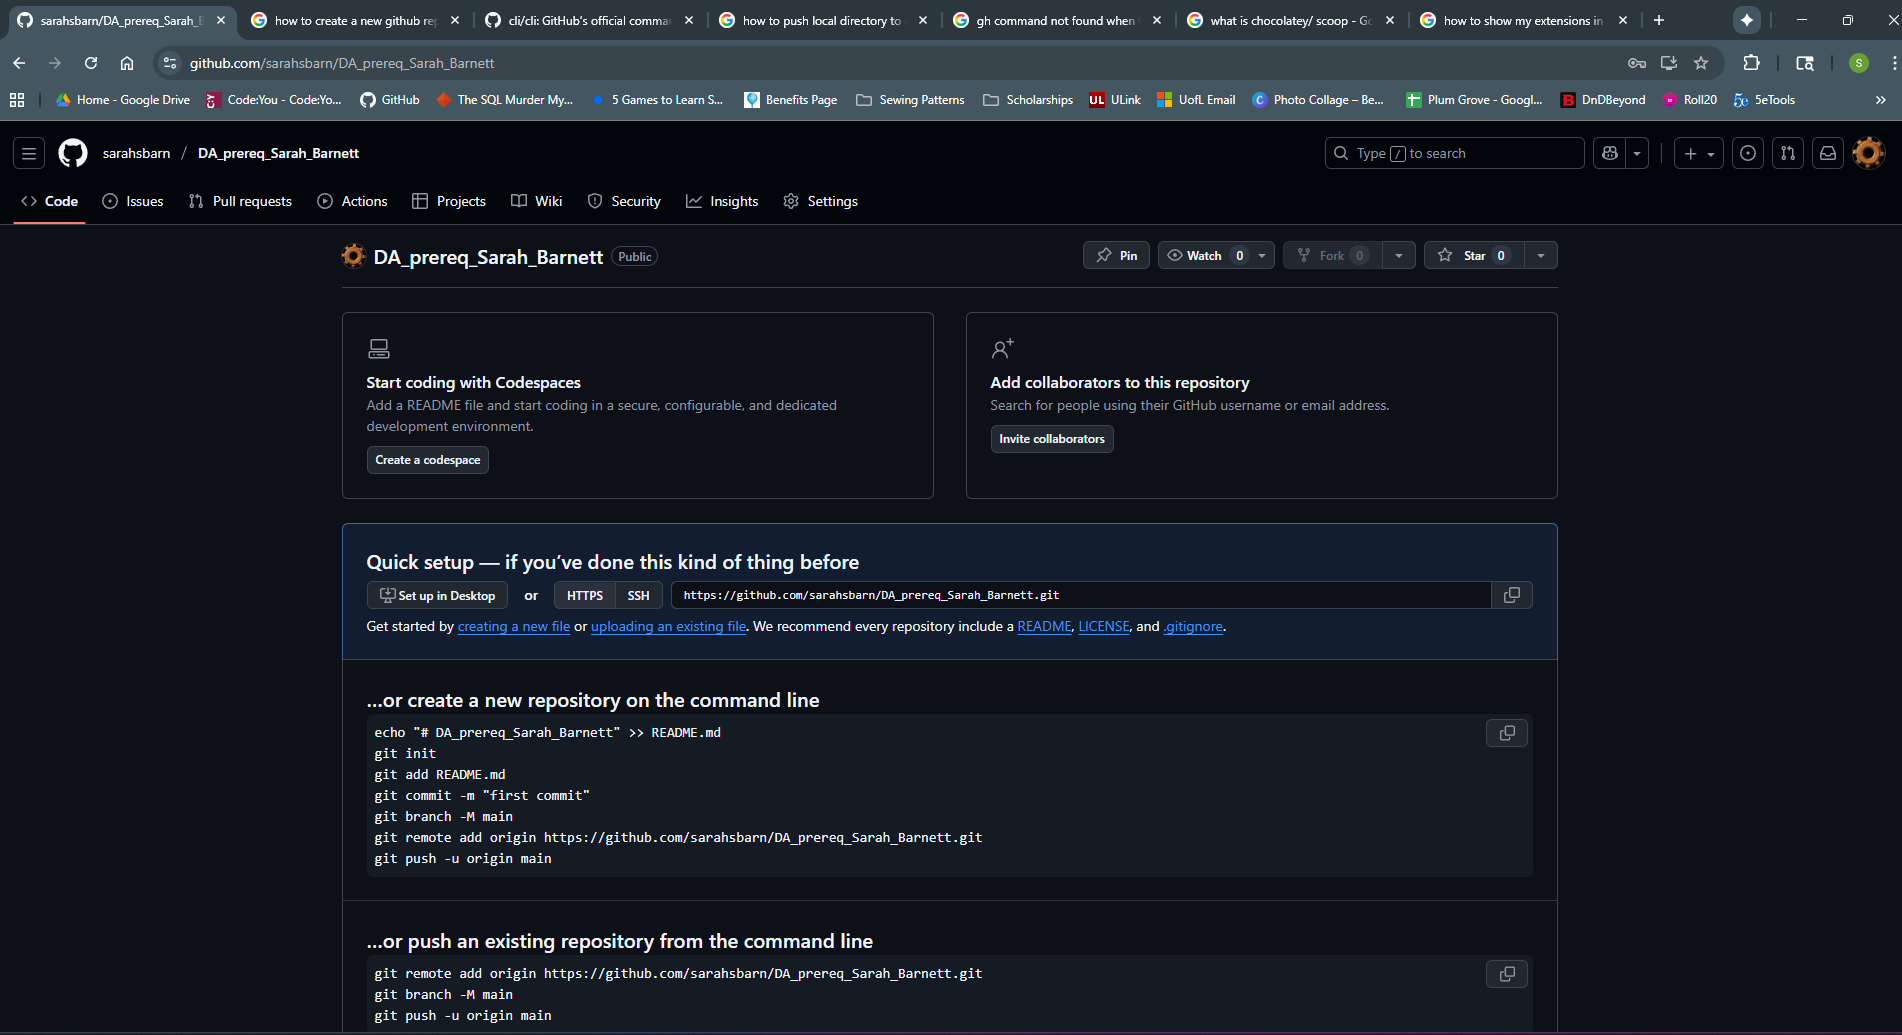 sarahsbarn/DA_prereq_Sarah_B
how to create a new github rep
cli/cli: GitHub's official comma
how to push local directory to
gh command not found when
what is chocolatey/ scoop - Go
how to show my extensions in
github.com/sarahsbarn/DA_prereq_Sarah_Barnett
S
Home - Google Drive
CY
Code:You - Code:Yo...
GitHub
The SQL Murder My...
5 Games to Learn S...
Benefits Page
Sewing Patterns
Scholarships
UL
ULink
UofL Email
C
Photo Collage – Be...
Plum Grove - Googl...
B
DnDBeyond
Roll20
5e
5eTools
sarahsbarn / DA_prereq_Sarah_Barnett
Type / to search
Code
Issues
Pull requests
Actions
Projects
Wiki
Security
Insights
Settings
DA_prereq_Sarah_Barnett
Public
Pin
Watch 0
Fork 0
Star 0
Start coding with Codespaces
Add a README file and start coding in a secure, configurable, and dedicated
development environment.
Create a codespace
Add collaborators to this repository
Search for people using their GitHub username or email address.
Invite collaborators
Quick setup — if you’ve done this kind of thing before
Set up in Desktop
or
HTTPS
SSH
https://github.com/sarahsbarn/DA_prereq_Sarah_Barnett.git
Get started by creating a new file or uploading an existing file. We recommend every repository include a README, LICENSE, and .gitignore.
…or create a new repository on the command line
echo "# DA_prereq_Sarah_Barnett" >> README.md
git init
git add README.md
git commit -m "first commit"
git branch -M main
git remote add origin https://github.com/sarahsbarn/DA_prereq_Sarah_Barnett.git
git push -u origin main
…or push an existing repository from the command line
git remote add origin https://github.com/sarahsbarn/DA_prereq_Sarah_Barnett.git
git branch -M main
git push -u origin main